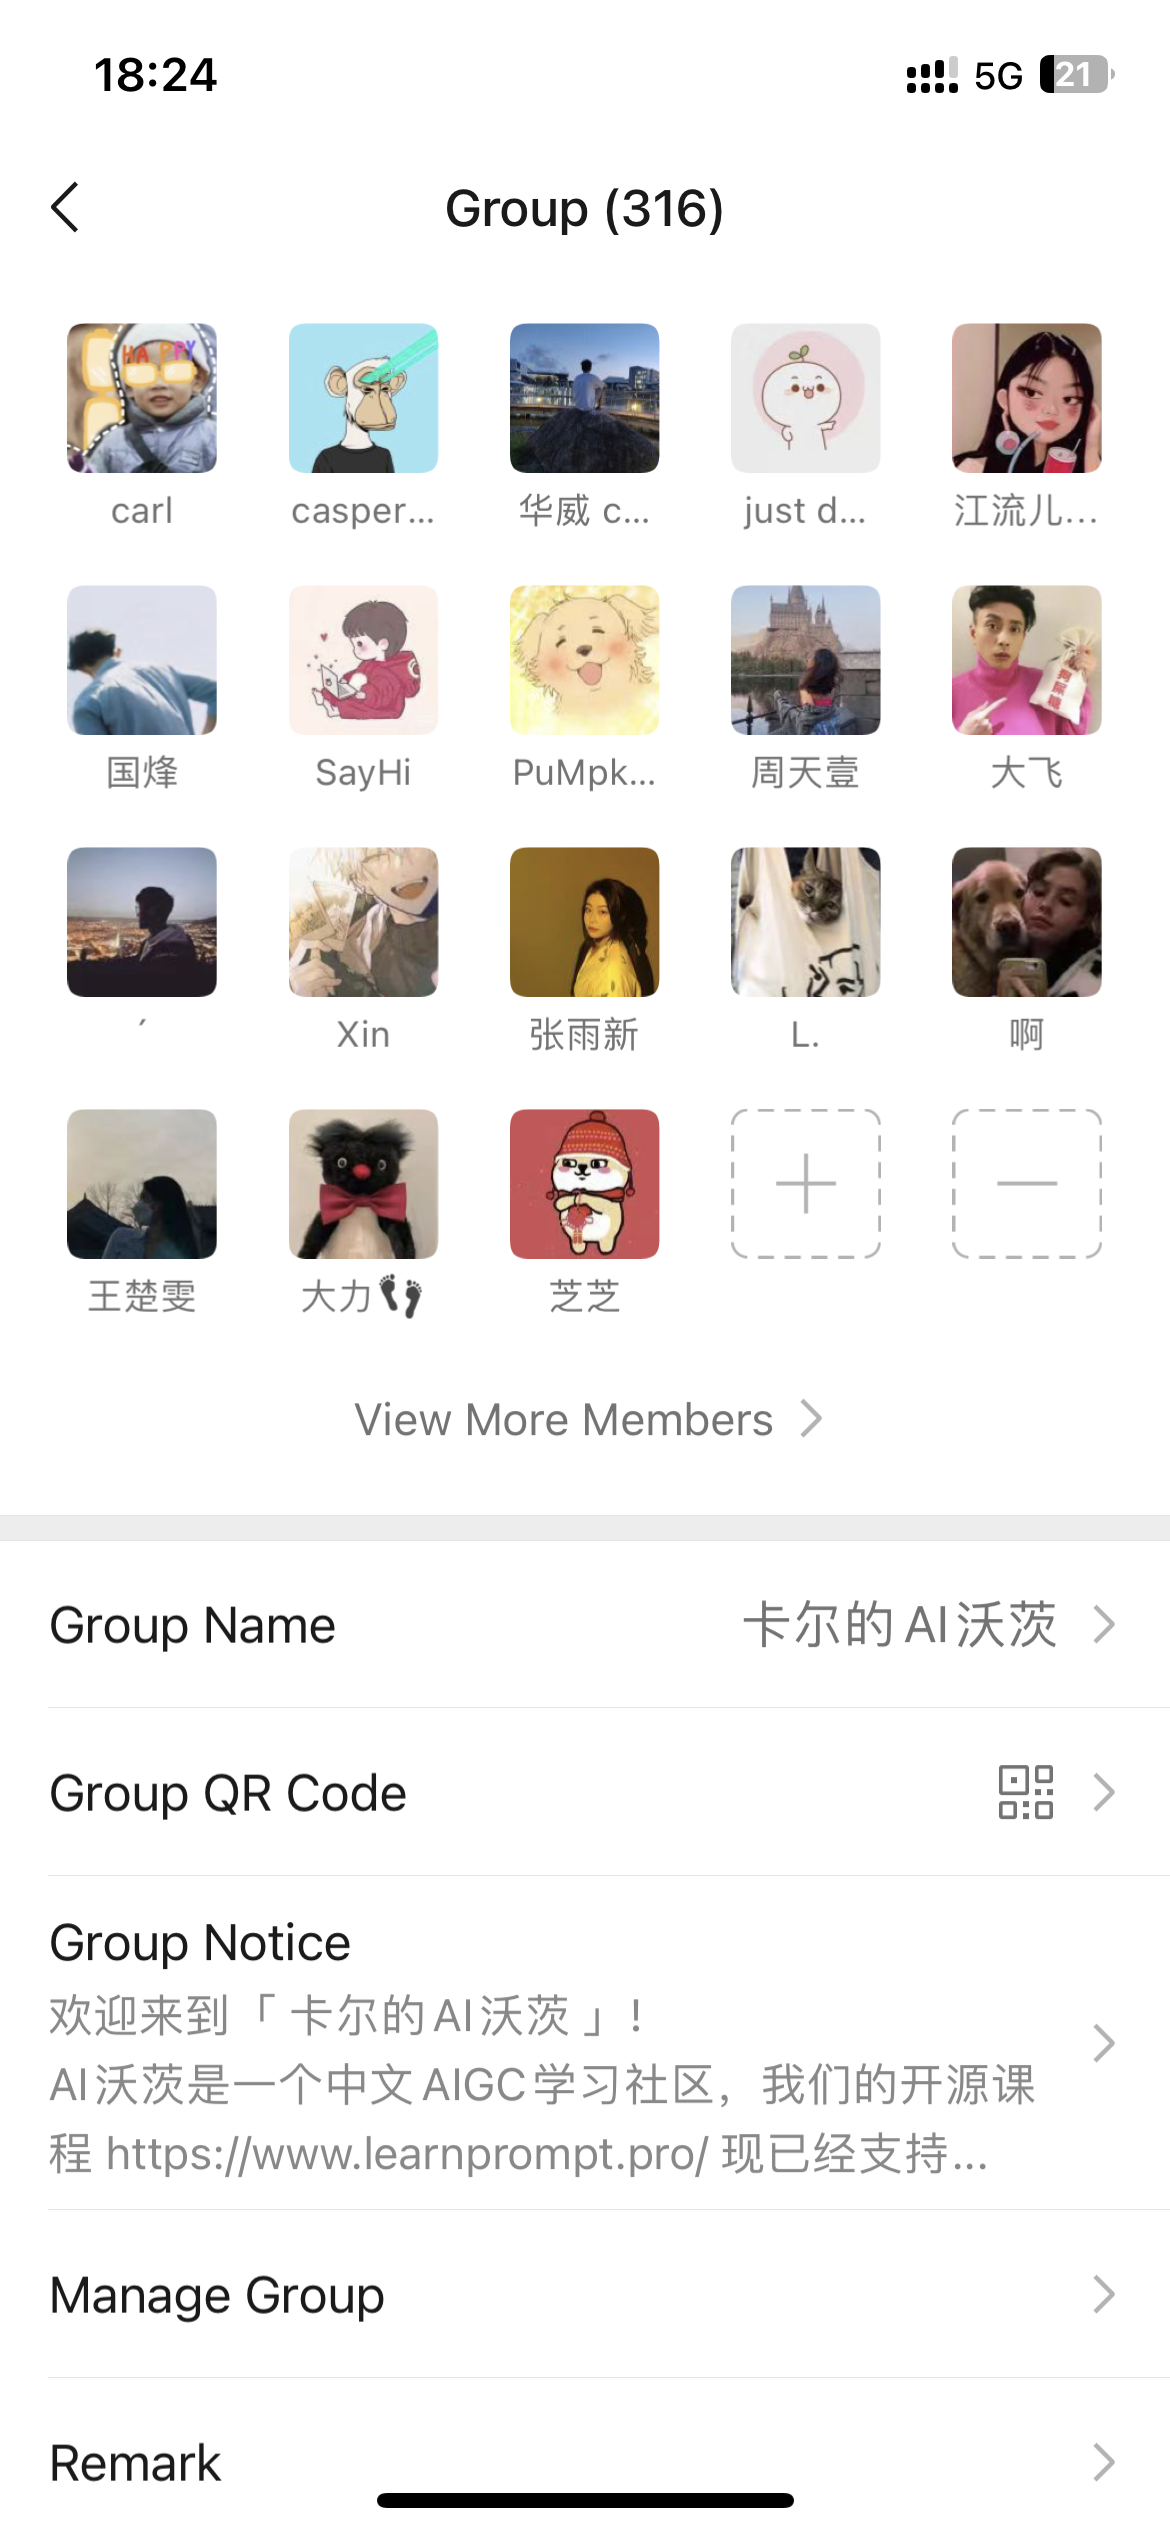 18:24
5G 21
Group (316)
HAPPY
carl casper... 华威 c... just d... 江流儿...
国烽 SayHi PuMpk... 周天壹 大飞
ˊ Xin 张雨新 L. 啊
王楚雯 大力👣 芝芝
View More Members
Group Name 卡尔的AI沃茨
Group QR Code
Group Notice
欢迎来到「 卡尔的AI沃茨 」!
AI沃茨是一个中文AIGC学习社区，我们的开源课
程 https://www.learnprompt.pro/ 现已经支持...
Manage Group
Remark